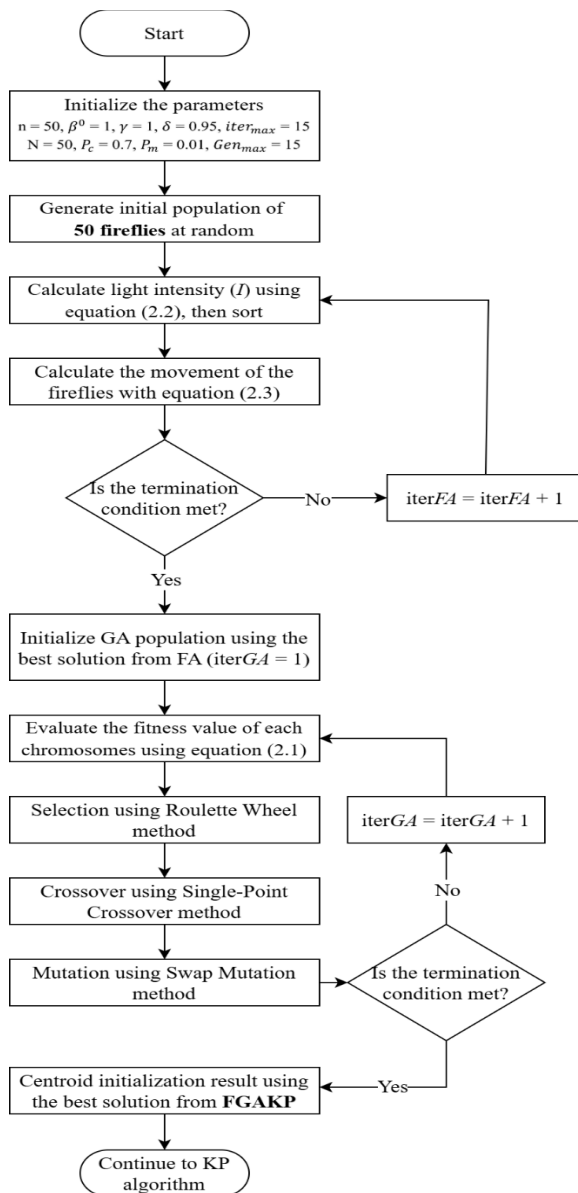 Start
Initialize the parameters
n = 50, β⁰ = 1, γ = 1, δ = 0.95, iterₘₐₓ = 15
N = 50, P_c = 0.7, Pₘ = 0.01, Genₘₐₓ = 15
Generate initial population of
50 fireflies at random
Calculate light intensity (I) using
equation (2.2), then sort
Calculate the movement of the
fireflies with equation (2.3)
Is the termination
condition met?
No
iterFA = iterFA + 1
Yes
Initialize GA population using the
best solution from FA (iterGA = 1)
Evaluate the fitness value of each
chromosomes using equation (2.1)
Selection using Roulette Wheel
method
iterGA = iterGA + 1
Crossover using Single-Point
Crossover method
No
Mutation using Swap Mutation
method
Is the termination
condition met?
Yes
Centroid initialization result using
the best solution from FGAKP
Continue to KP
algorithm